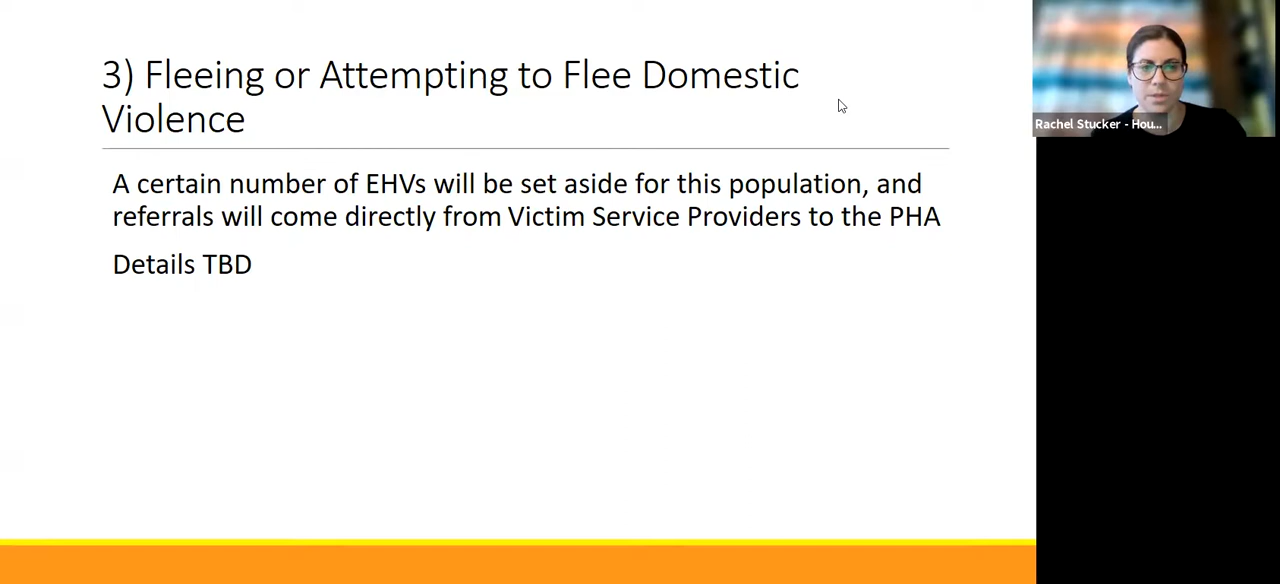 3) Fleeing or Attempting to Flee Domestic
Violence
A certain number of EHVs will be set aside for this population, and
referrals will come directly from Victim Service Providers to the PHA
Details TBD
Rachel Stucker - Hou...